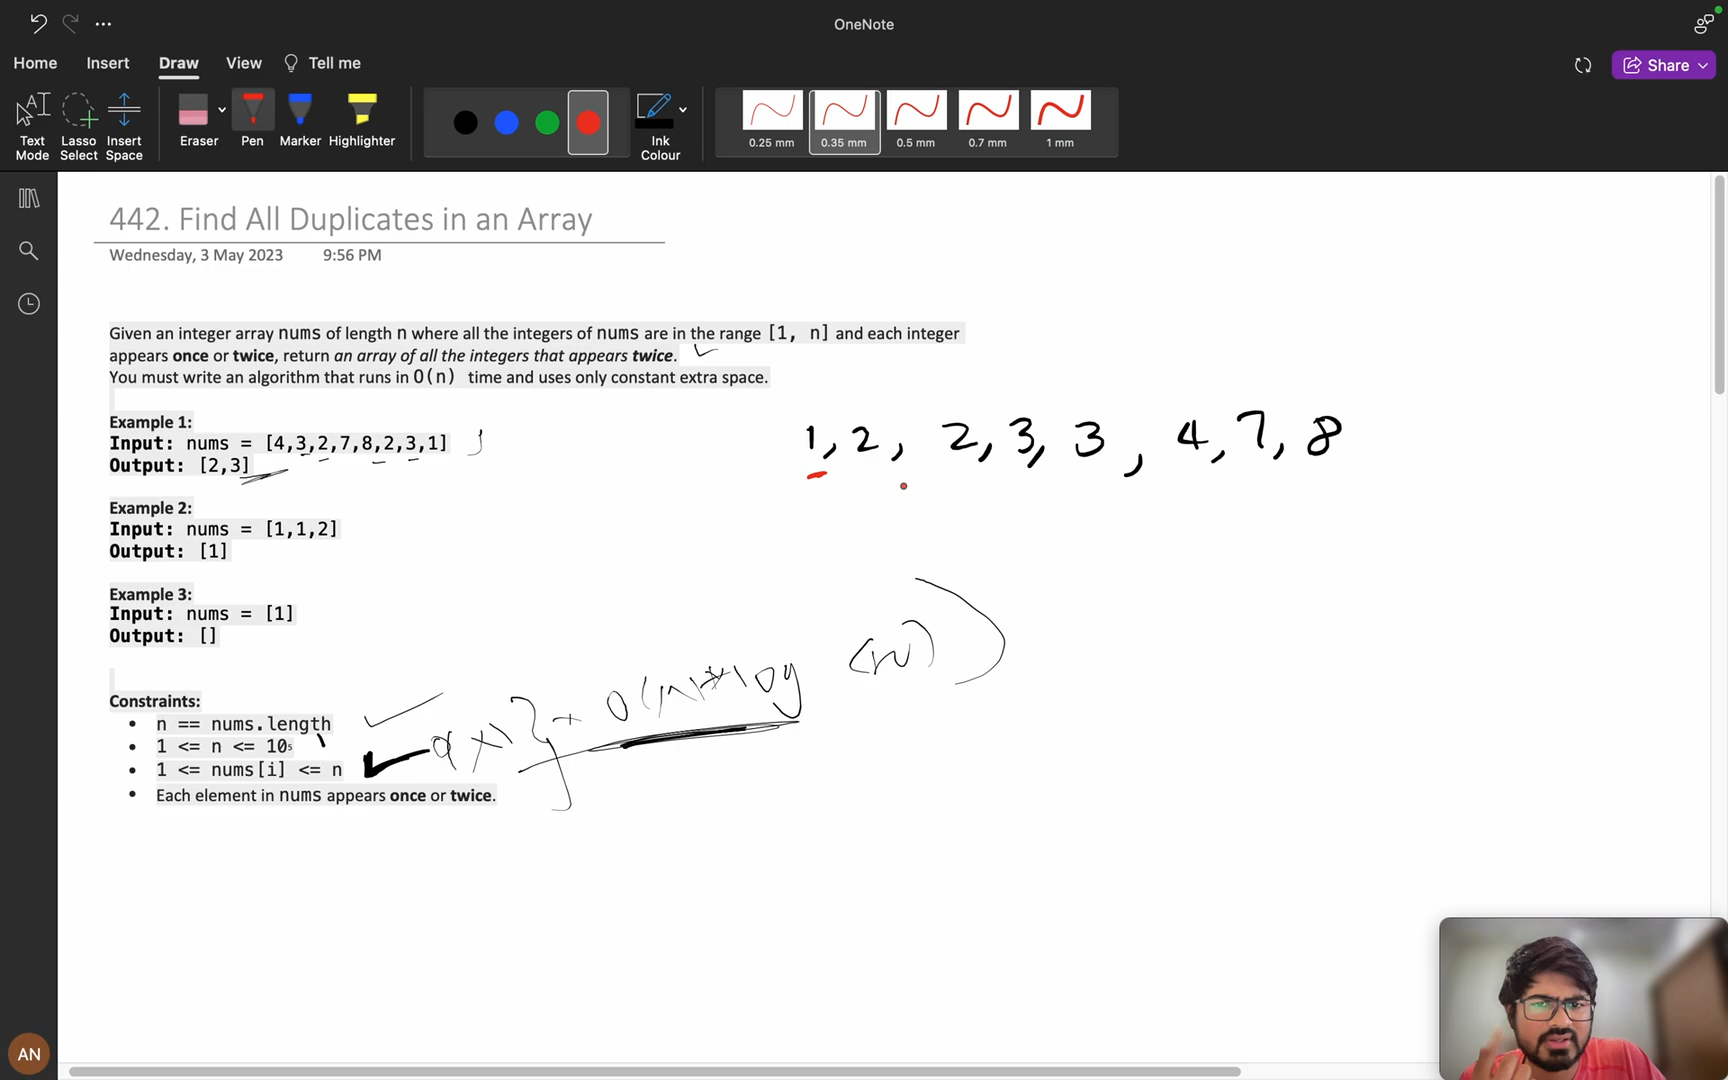 OneNote
Home Insert Draw View Tell me
Share
Text Mode
Lasso Select
Insert Space
Eraser
Pen
Marker
Highlighter
Ink Colour
0.25 mm
0.35 mm
0.5 mm
0.7 mm
1 mm
442. Find All Duplicates in an Array
Wednesday, 3 May 2023 9:56 PM
Given an integer array nums of length n where all the integers of nums are in the range [1, n] and each integer
appears once or twice, return an array of all the integers that appears twice.
You must write an algorithm that runs in O(n) time and uses only constant extra space.
Example 1:
Input: nums = [4,3,2,7,8,2,3,1]
Output: [2,3]
1, 2, 2, 3, 3, 4, 7, 8
Example 2:
Input: nums = [1,1,2]
Output: [1]
Example 3:
Input: nums = [1]
Output: []
Constraints:
n == nums.length
1 <= n <= 10⁵
1 <= nums[i] <= n
Each element in nums appears once or twice.
O(n)*log (n)
AN